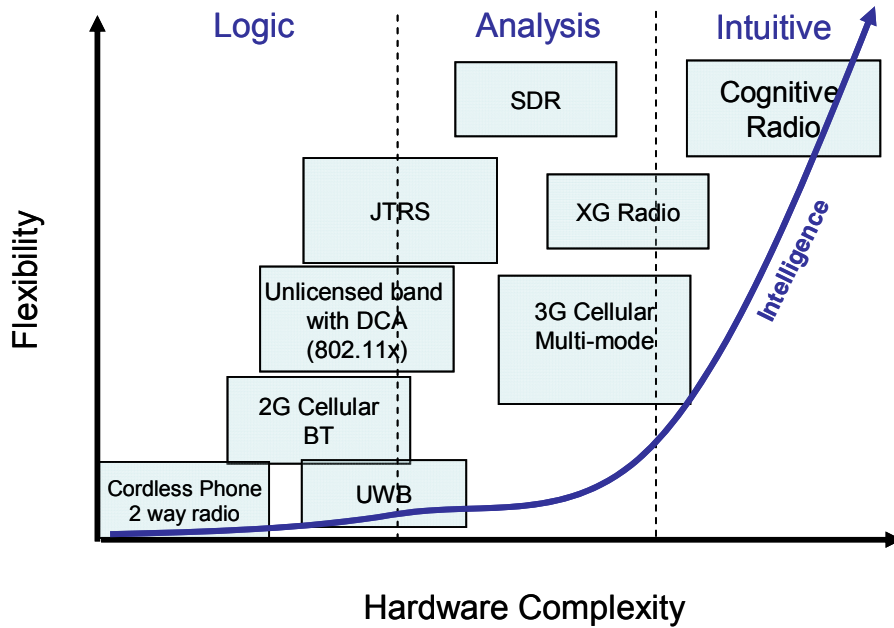 Logic
Analysis
Intuitive
SDR
Cognitive
Radio
JTRS
XG Radio
Unlicensed band
with DCA
(802.11x)
3G Cellular
Multi-mode
2G Cellular
BT
Cordless Phone
2 way radio
UWB
Intelligence
Flexibility
Hardware Complexity